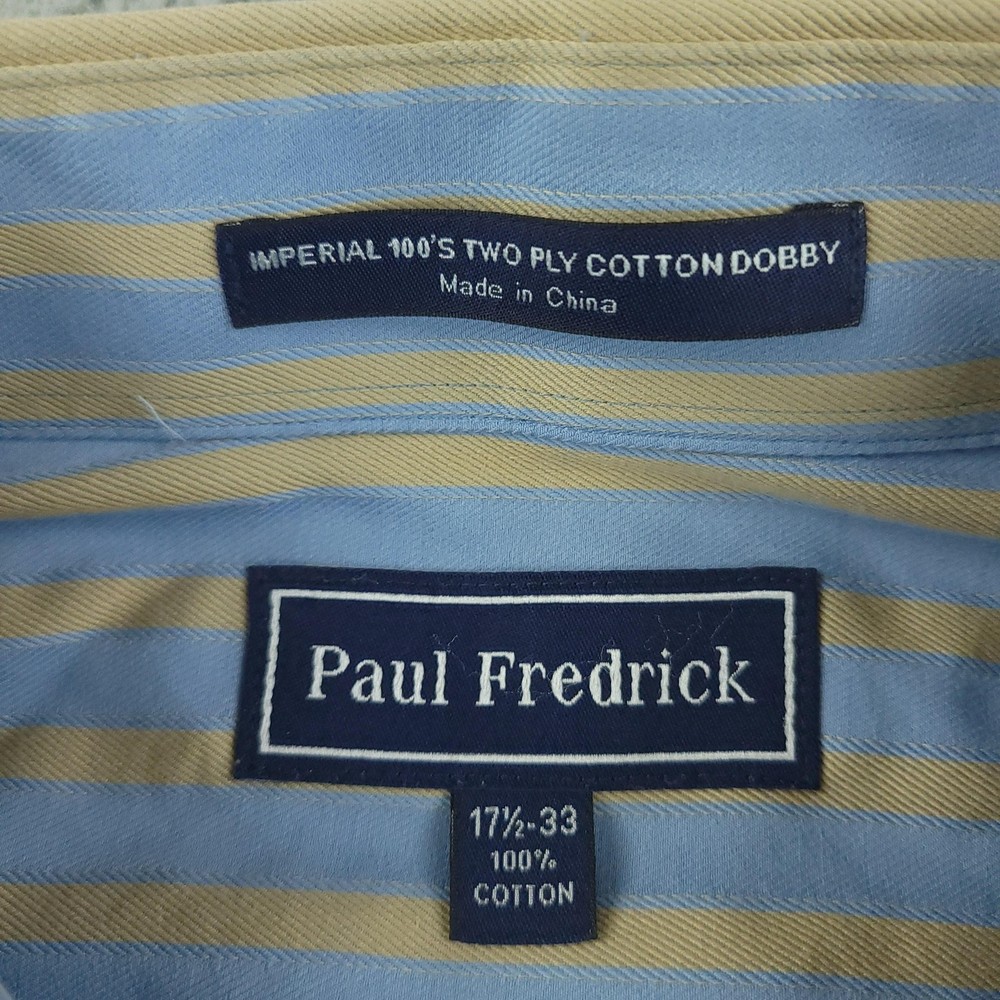 IMPERIAL 100'S TWO PLY COTTON DOBBY
Made in China
Paul Fredrick
17½-33
100%
COTTON